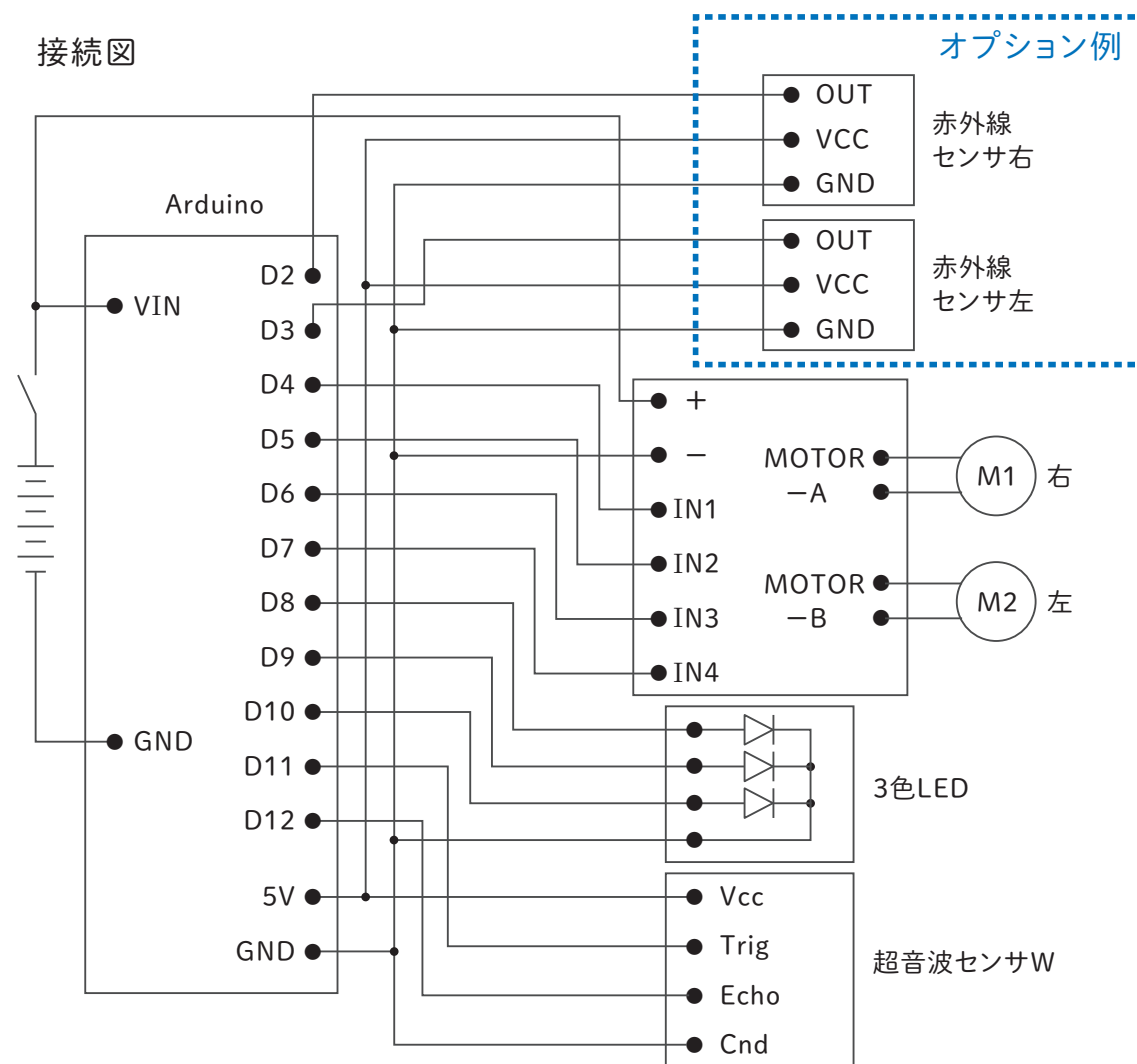 接続図
オプション例
OUT
VCC
GND
赤外線
センサ右
OUT
VCC
GND
赤外線
センサ左
Arduino
VIN
GND
D2
D3
D4
D5
D6
D7
D8
D9
D10
D11
D12
5V
GND
+
−
IN1
IN2
IN3
IN4
MOTOR
−A
MOTOR
−B
M1
右
M2
左
3色LED
Vcc
Trig
Echo
Cnd
超音波センサW